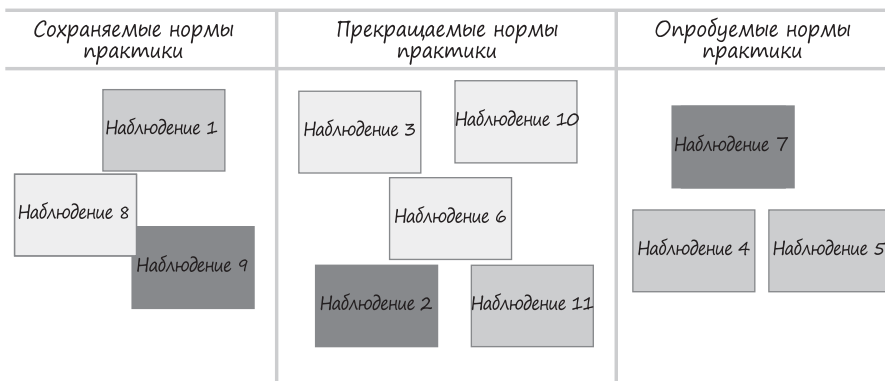 Сохраняемые нормы
практики
Прекращаемые нормы
практики
Опробуемые нормы
практики
Наблюдение 1
Наблюдение 8
Наблюдение 9
Наблюдение 3
Наблюдение 10
Наблюдение 6
Наблюдение 2
Наблюдение 11
Наблюдение 7
Наблюдение 4
Наблюдение 5